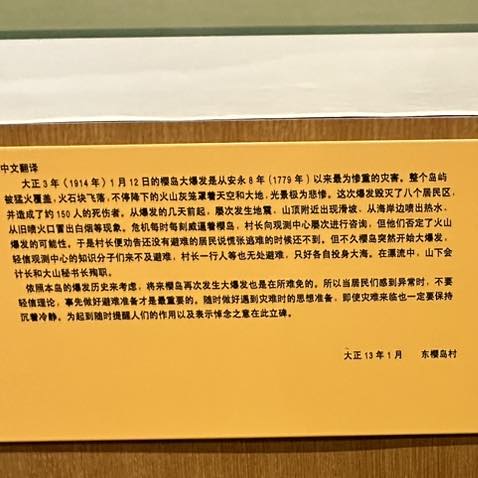 中文翻译
大正3年（1914年）1月12日的樱岛大爆发是从安永8年（1779年）以来最为惨重的灾害。整个岛屿
被猛火覆盖，火石块飞落，不停降下的火山灰笼罩着天空和大地，光景极为悲惨。这次爆发毁灭了八个居民区，
并造成了约150人的死伤者。从爆发的几天前起，屡次发生地震，山顶附近出现滑坡，从海岸边喷出热水，
从旧喷火口冒出白烟等现象。危机每时每刻威逼着樱岛，村长向观测中心屡次进行咨询，但他们否定了火山
爆发的可能性。于是村长便劝告还没有避难的居民说慌张逃难的时候还不到。但不久樱岛突然开始大爆发，
轻信观测中心的知识分子们来不及避难，村长一行人等也无处避难，只好各自投身大海。在漂流中，山下会
计长和大山秘书长殉职。
依照本岛的爆发历史来考虑，将来樱岛再次发生大爆发也是在所难免的。所以当居民们感到异常时，不要
轻信理论，事先做好避难准备才是最重要的。随时做好遇到灾难时的思想准备，即使灾难来临也一定要保持
沉着冷静。为起到随时提醒人们的作用以及表示悼念之意在此立碑。
大正13年1月 东樱岛村